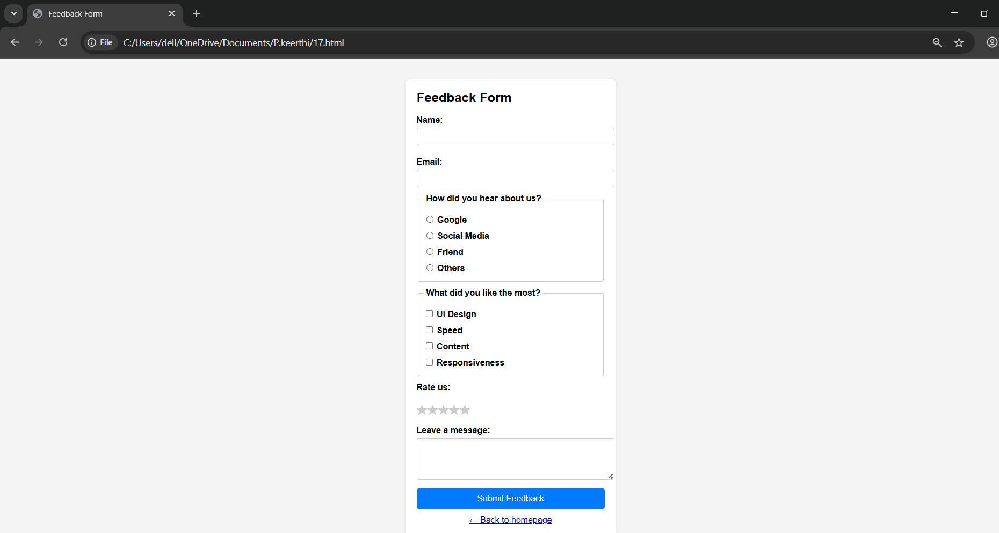 Feedback Form
File C:/Users/dell/OneDrive/Documents/P.keerthi/17.html
Feedback Form
Name:
Email:
How did you hear about us?
Google
Social Media
Friend
Others
What did you like the most?
UI Design
Speed
Content
Responsiveness
Rate us:
★★★★★
Leave a message:
Submit Feedback
← Back to homepage